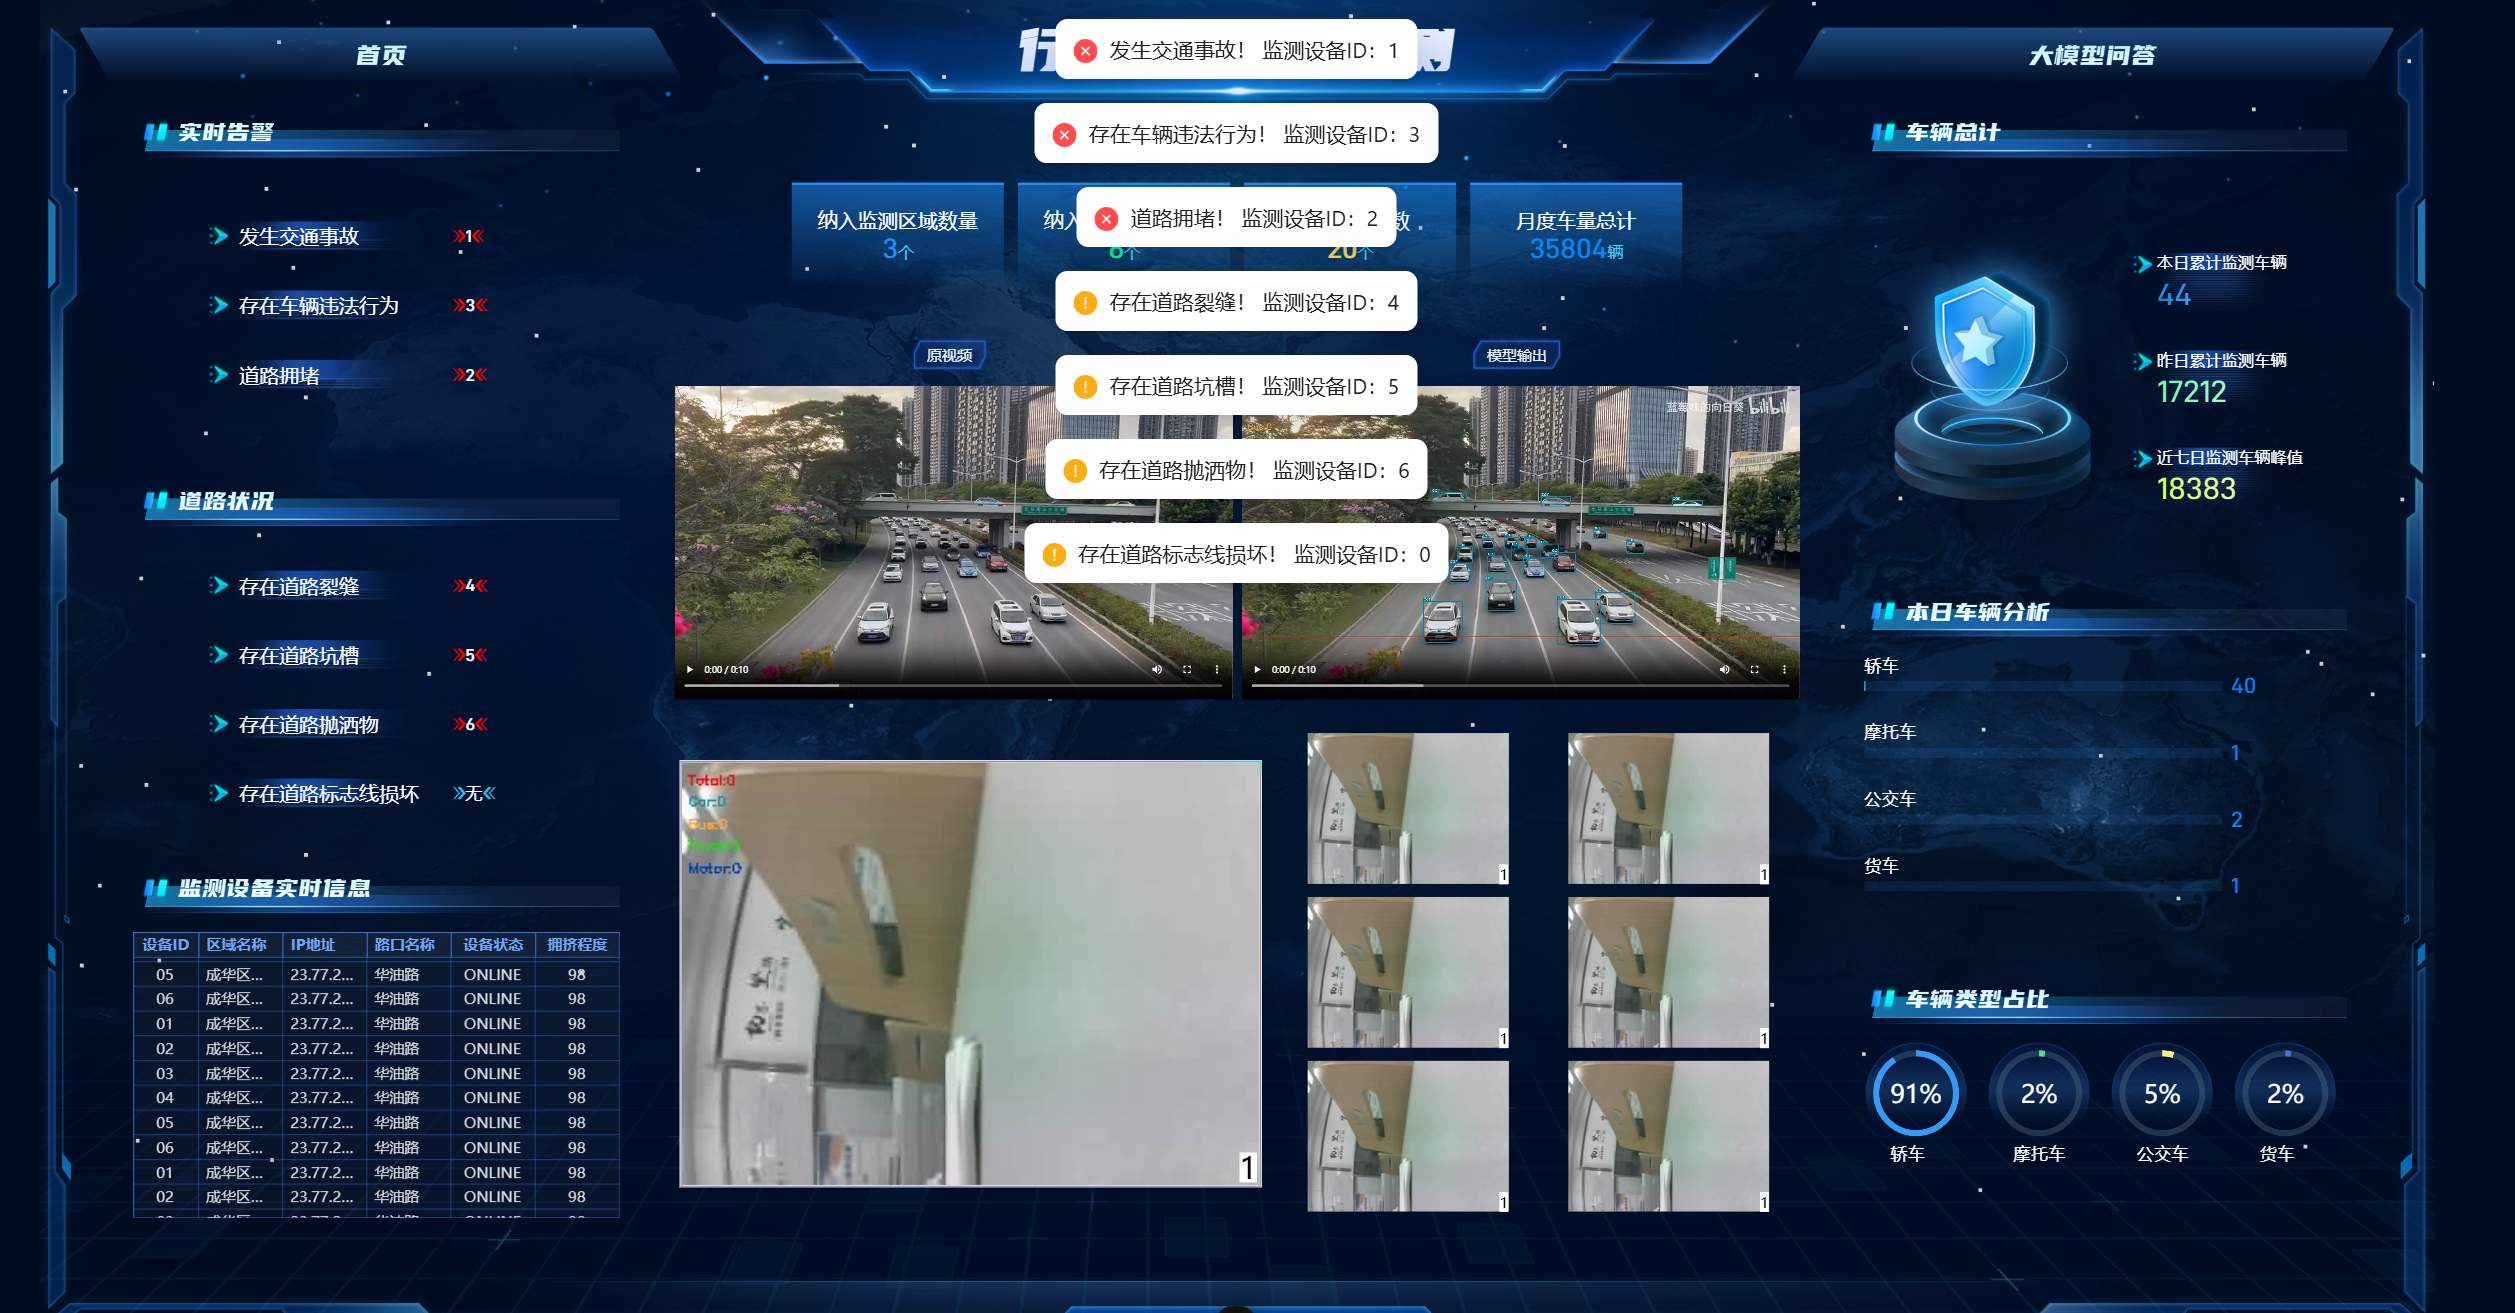 首页
行
测
大模型问答
发生交通事故！ 监测设备ID：1
存在车辆违法行为！ 监测设备ID：3
道路拥堵！ 监测设备ID：2
存在道路裂缝！ 监测设备ID：4
存在道路坑槽！ 监测设备ID：5
存在道路抛洒物！ 监测设备ID：6
存在道路标志线损坏！ 监测设备ID：0
实时告警
发生交通事故 1
存在车辆违法行为 3
道路拥堵 2
道路状况
存在道路裂缝 4
存在道路坑槽 5
存在道路抛洒物 6
存在道路标志线损坏 无
监测设备实时信息
设备ID 区域名称 IP地址 路口名称 设备状态 拥挤程度
05 成华区... 23.77.2... 华油路 ONLINE 98
06 成华区... 23.77.2... 华油路 ONLINE 98
01 成华区... 23.77.2... 华油路 ONLINE 98
02 成华区... 23.77.2... 华油路 ONLINE 98
03 成华区... 23.77.2... 华油路 ONLINE 98
04 成华区... 23.77.2... 华油路 ONLINE 98
05 成华区... 23.77.2... 华油路 ONLINE 98
06 成华区... 23.77.2... 华油路 ONLINE 98
01 成华区... 23.77.2... 华油路 ONLINE 98
02 成华区... 23.77.2... 华油路 ONLINE 98
纳入监测区域数量
3个
纳入
6个
数
20个
月度车量总计
35804辆
原视频
模型输出
0:00 / 0:10
蓝莓味的向日葵 bilibili
0:00 / 0:10
Total:0
Car:0
Bus:0
Truck:0
Motor:0
1
1
1
1
1
1
1
车辆总计
本日累计监测车辆
44
昨日累计监测车辆
17212
近七日监测车辆峰值
18383
本日车辆分析
轿车
40
摩托车
1
公交车
2
货车
1
车辆类型占比
91% 2% 5% 2%
轿车 摩托车 公交车 货车